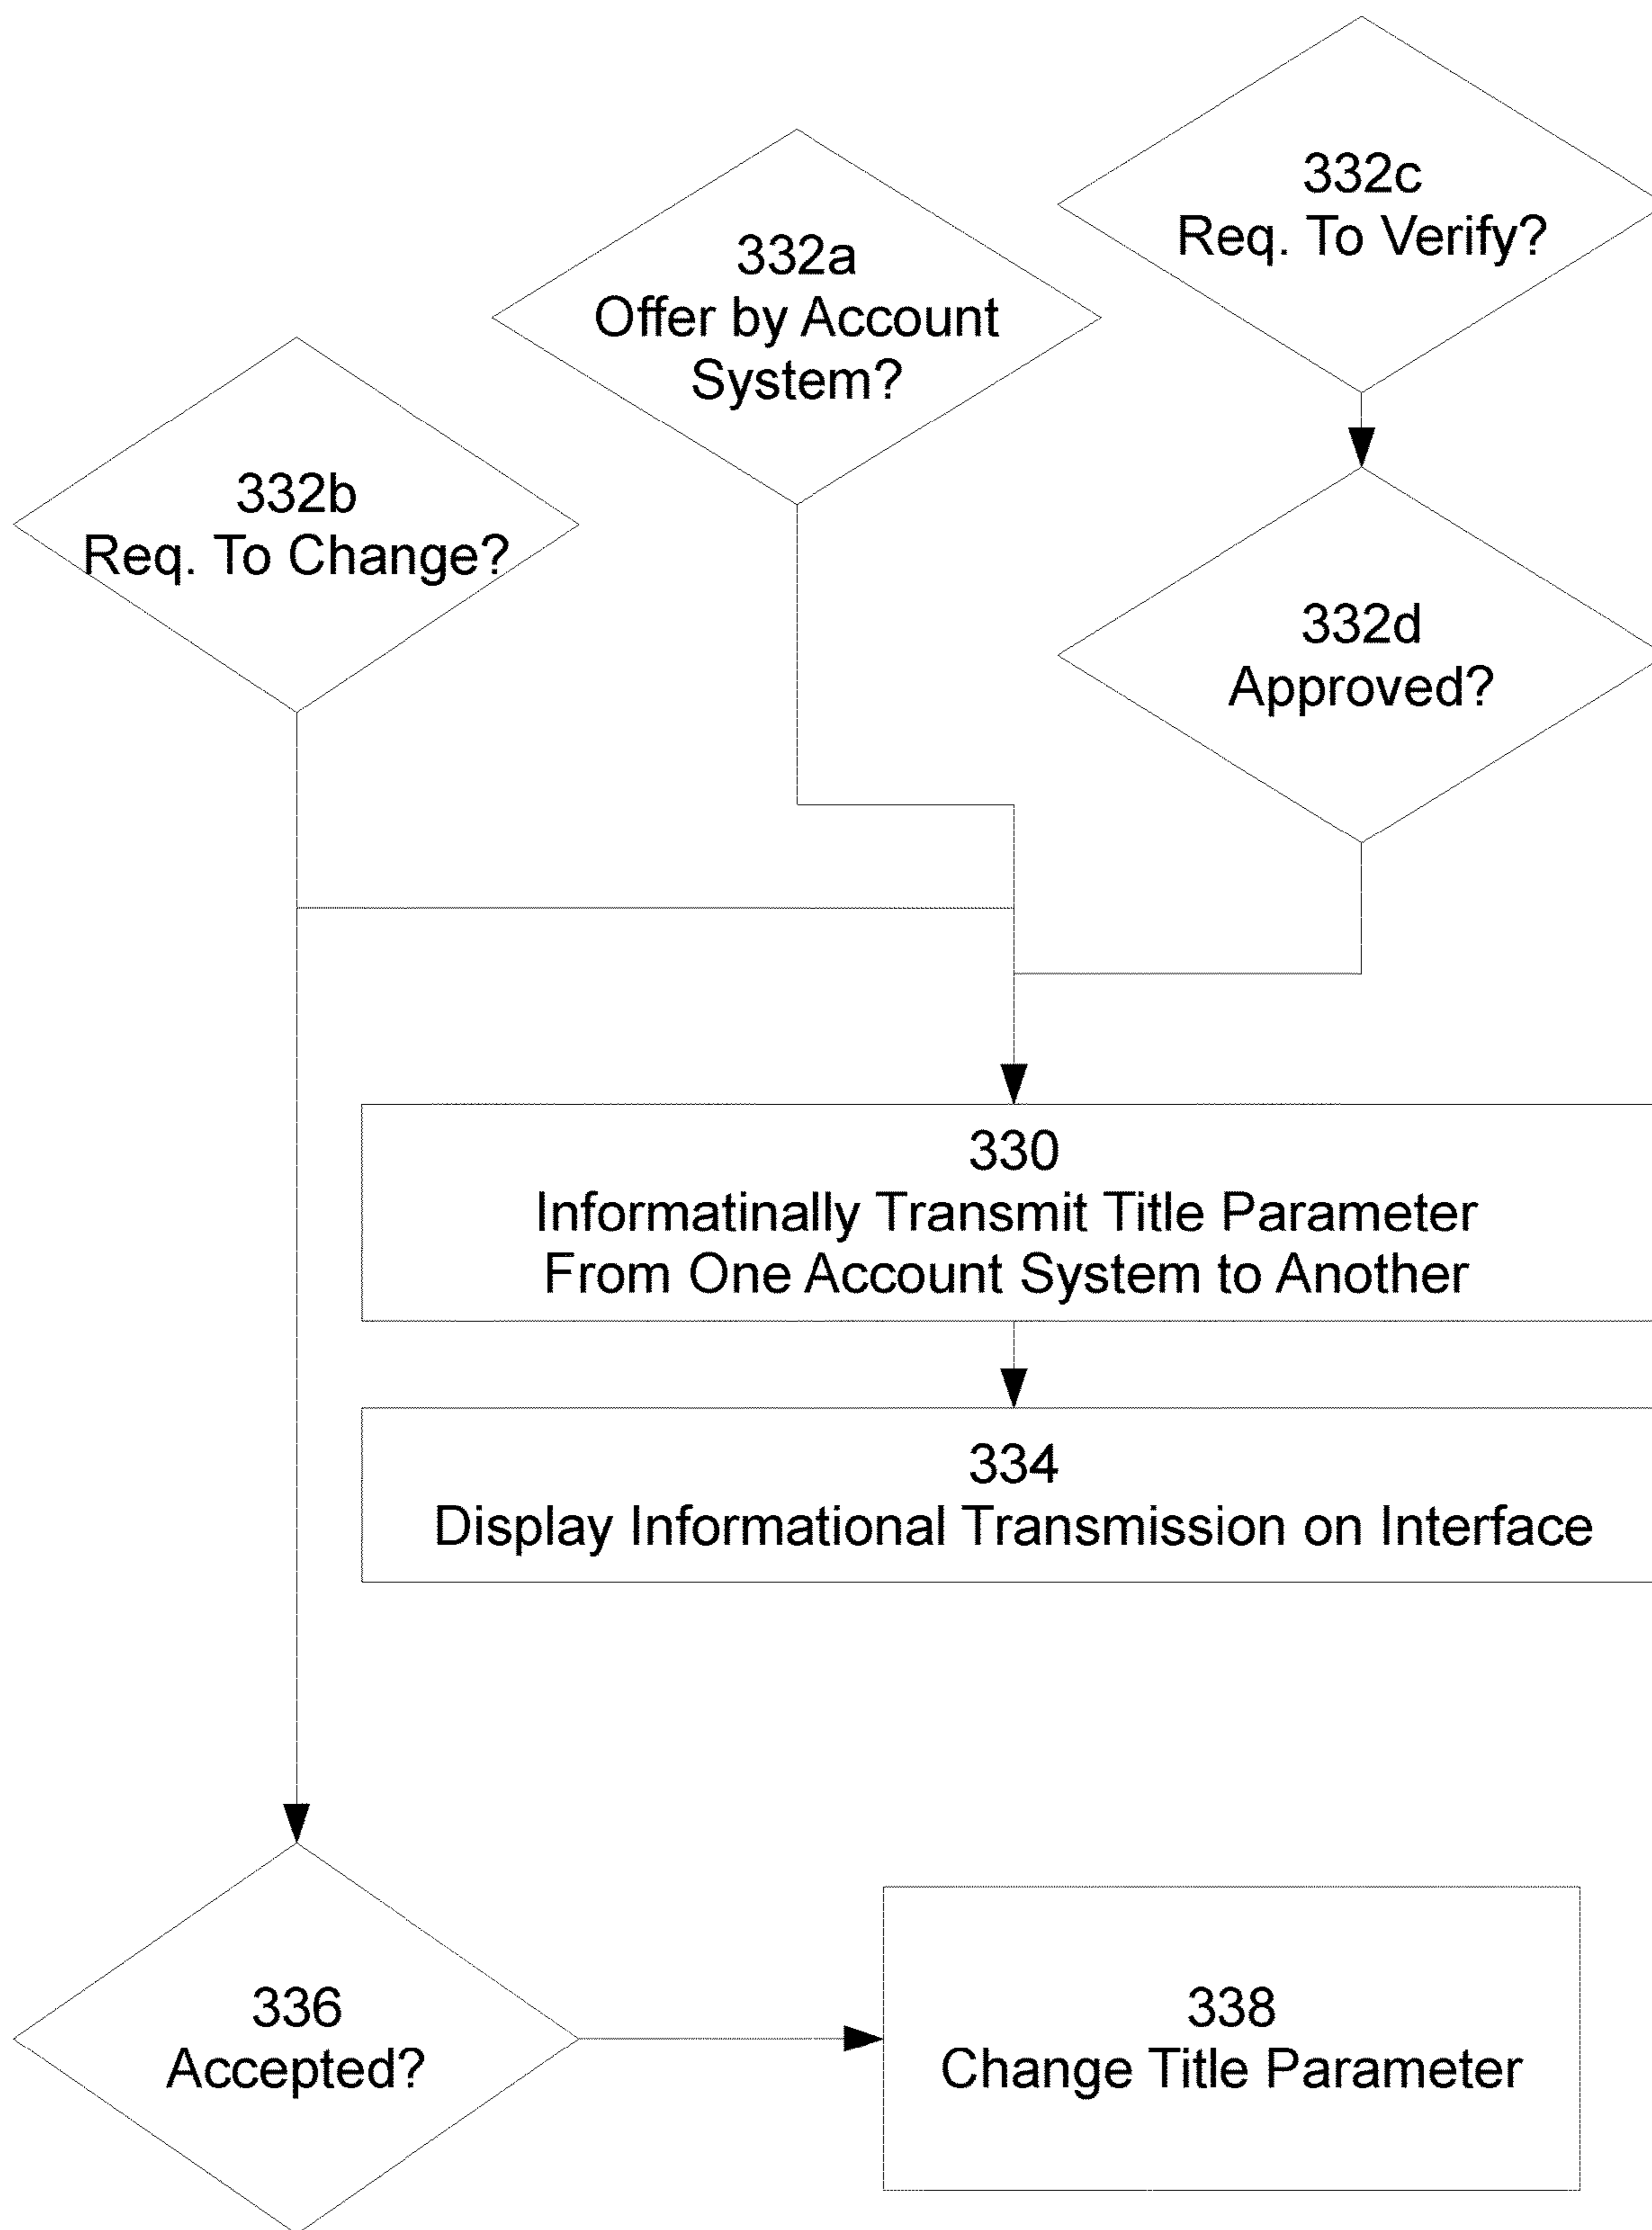 332c
Req. To Verify?
332a
Offer by Account
System?
332b
Req. To Change?
332d
Approved?
330
Informatinally Transmit Title Parameter
From One Account System to Another
334
Display Informational Transmission on Interface
336
Accepted?
338
Change Title Parameter